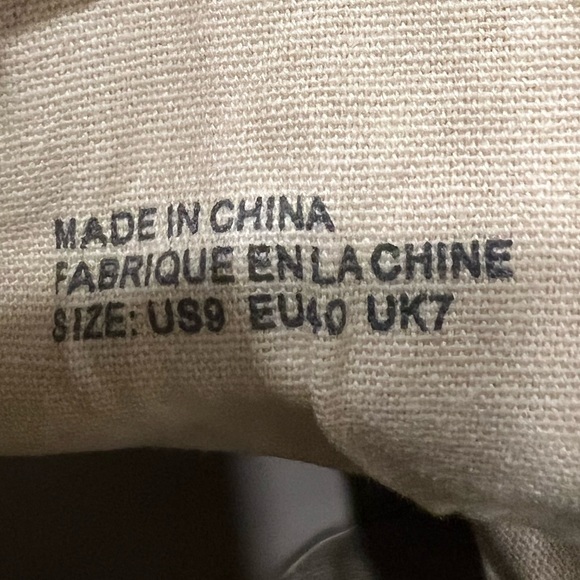 MADE IN CHINA
FABRIQUE EN LA CHINE
SIZE: US9 EU40 UK7